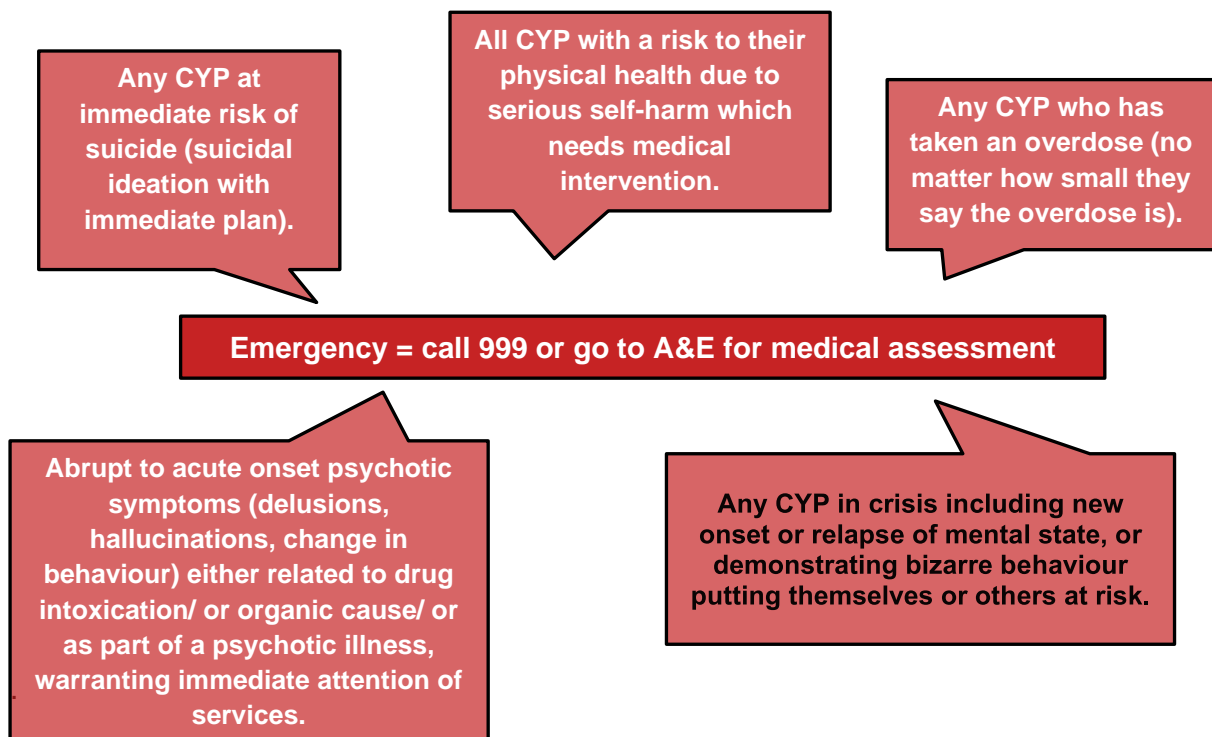 Any CYP at
immediate risk of
suicide (suicidal
ideation with
immediate plan).
All CYP with a risk to their
physical health due to
serious self-harm which
needs medical
intervention.
Any CYP who has
taken an overdose (no
matter how small they
say the overdose is).
Emergency = call 999 or go to A&E for medical assessment
Abrupt to acute onset psychotic
symptoms (delusions,
hallucinations, change in
behaviour) either related to drug
intoxication/ or organic cause/ or
as part of a psychotic illness,
warranting immediate attention of
services.
Any CYP in crisis including new
onset or relapse of mental state, or
demonstrating bizarre behaviour
putting themselves or others at risk.